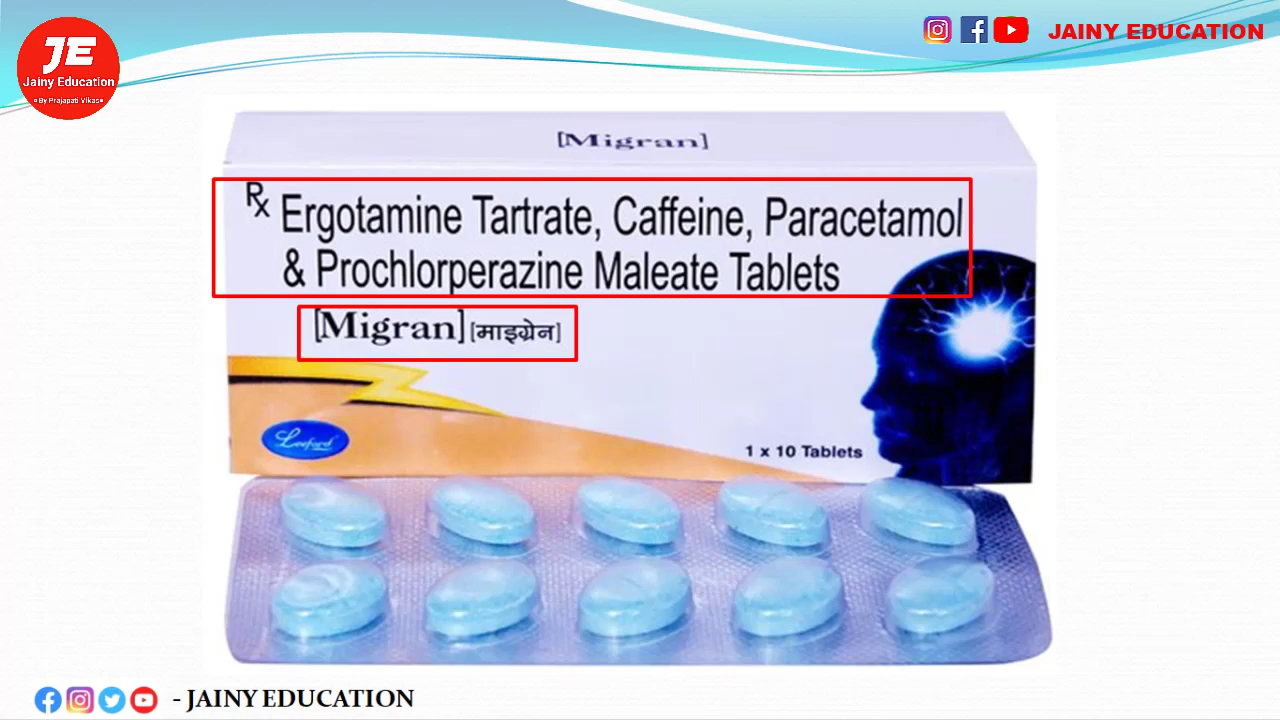 JE
Jainy Education
By Prajapati Vikas
JAINY EDUCATION
[Migran]
Rx Ergotamine Tartrate, Caffeine, Paracetamol
& Prochlorperazine Maleate Tablets
[Migran] [माइग्रेन]
Leeford
1 x 10 Tablets
- JAINY EDUCATION